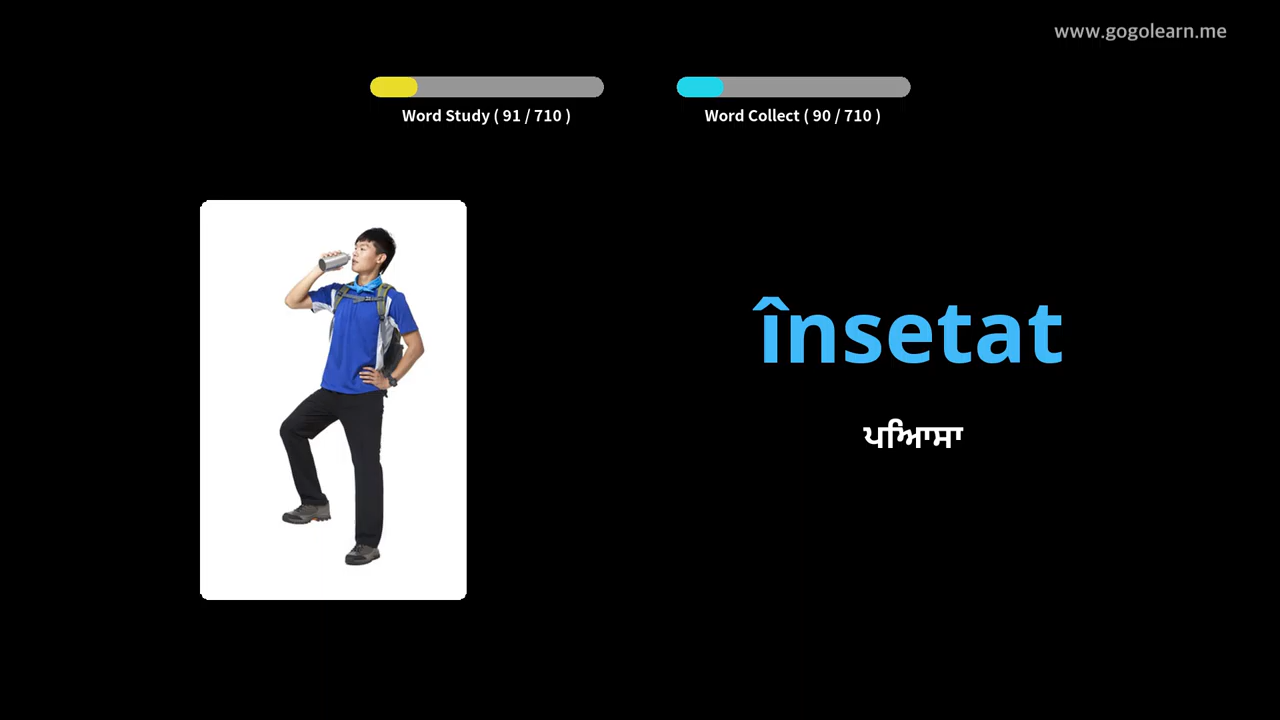 www.gogolearn.me
Word Study ( 91 / 710 )
Word Collect ( 90 / 710 )
însetat
ਪਿਆਸਾ